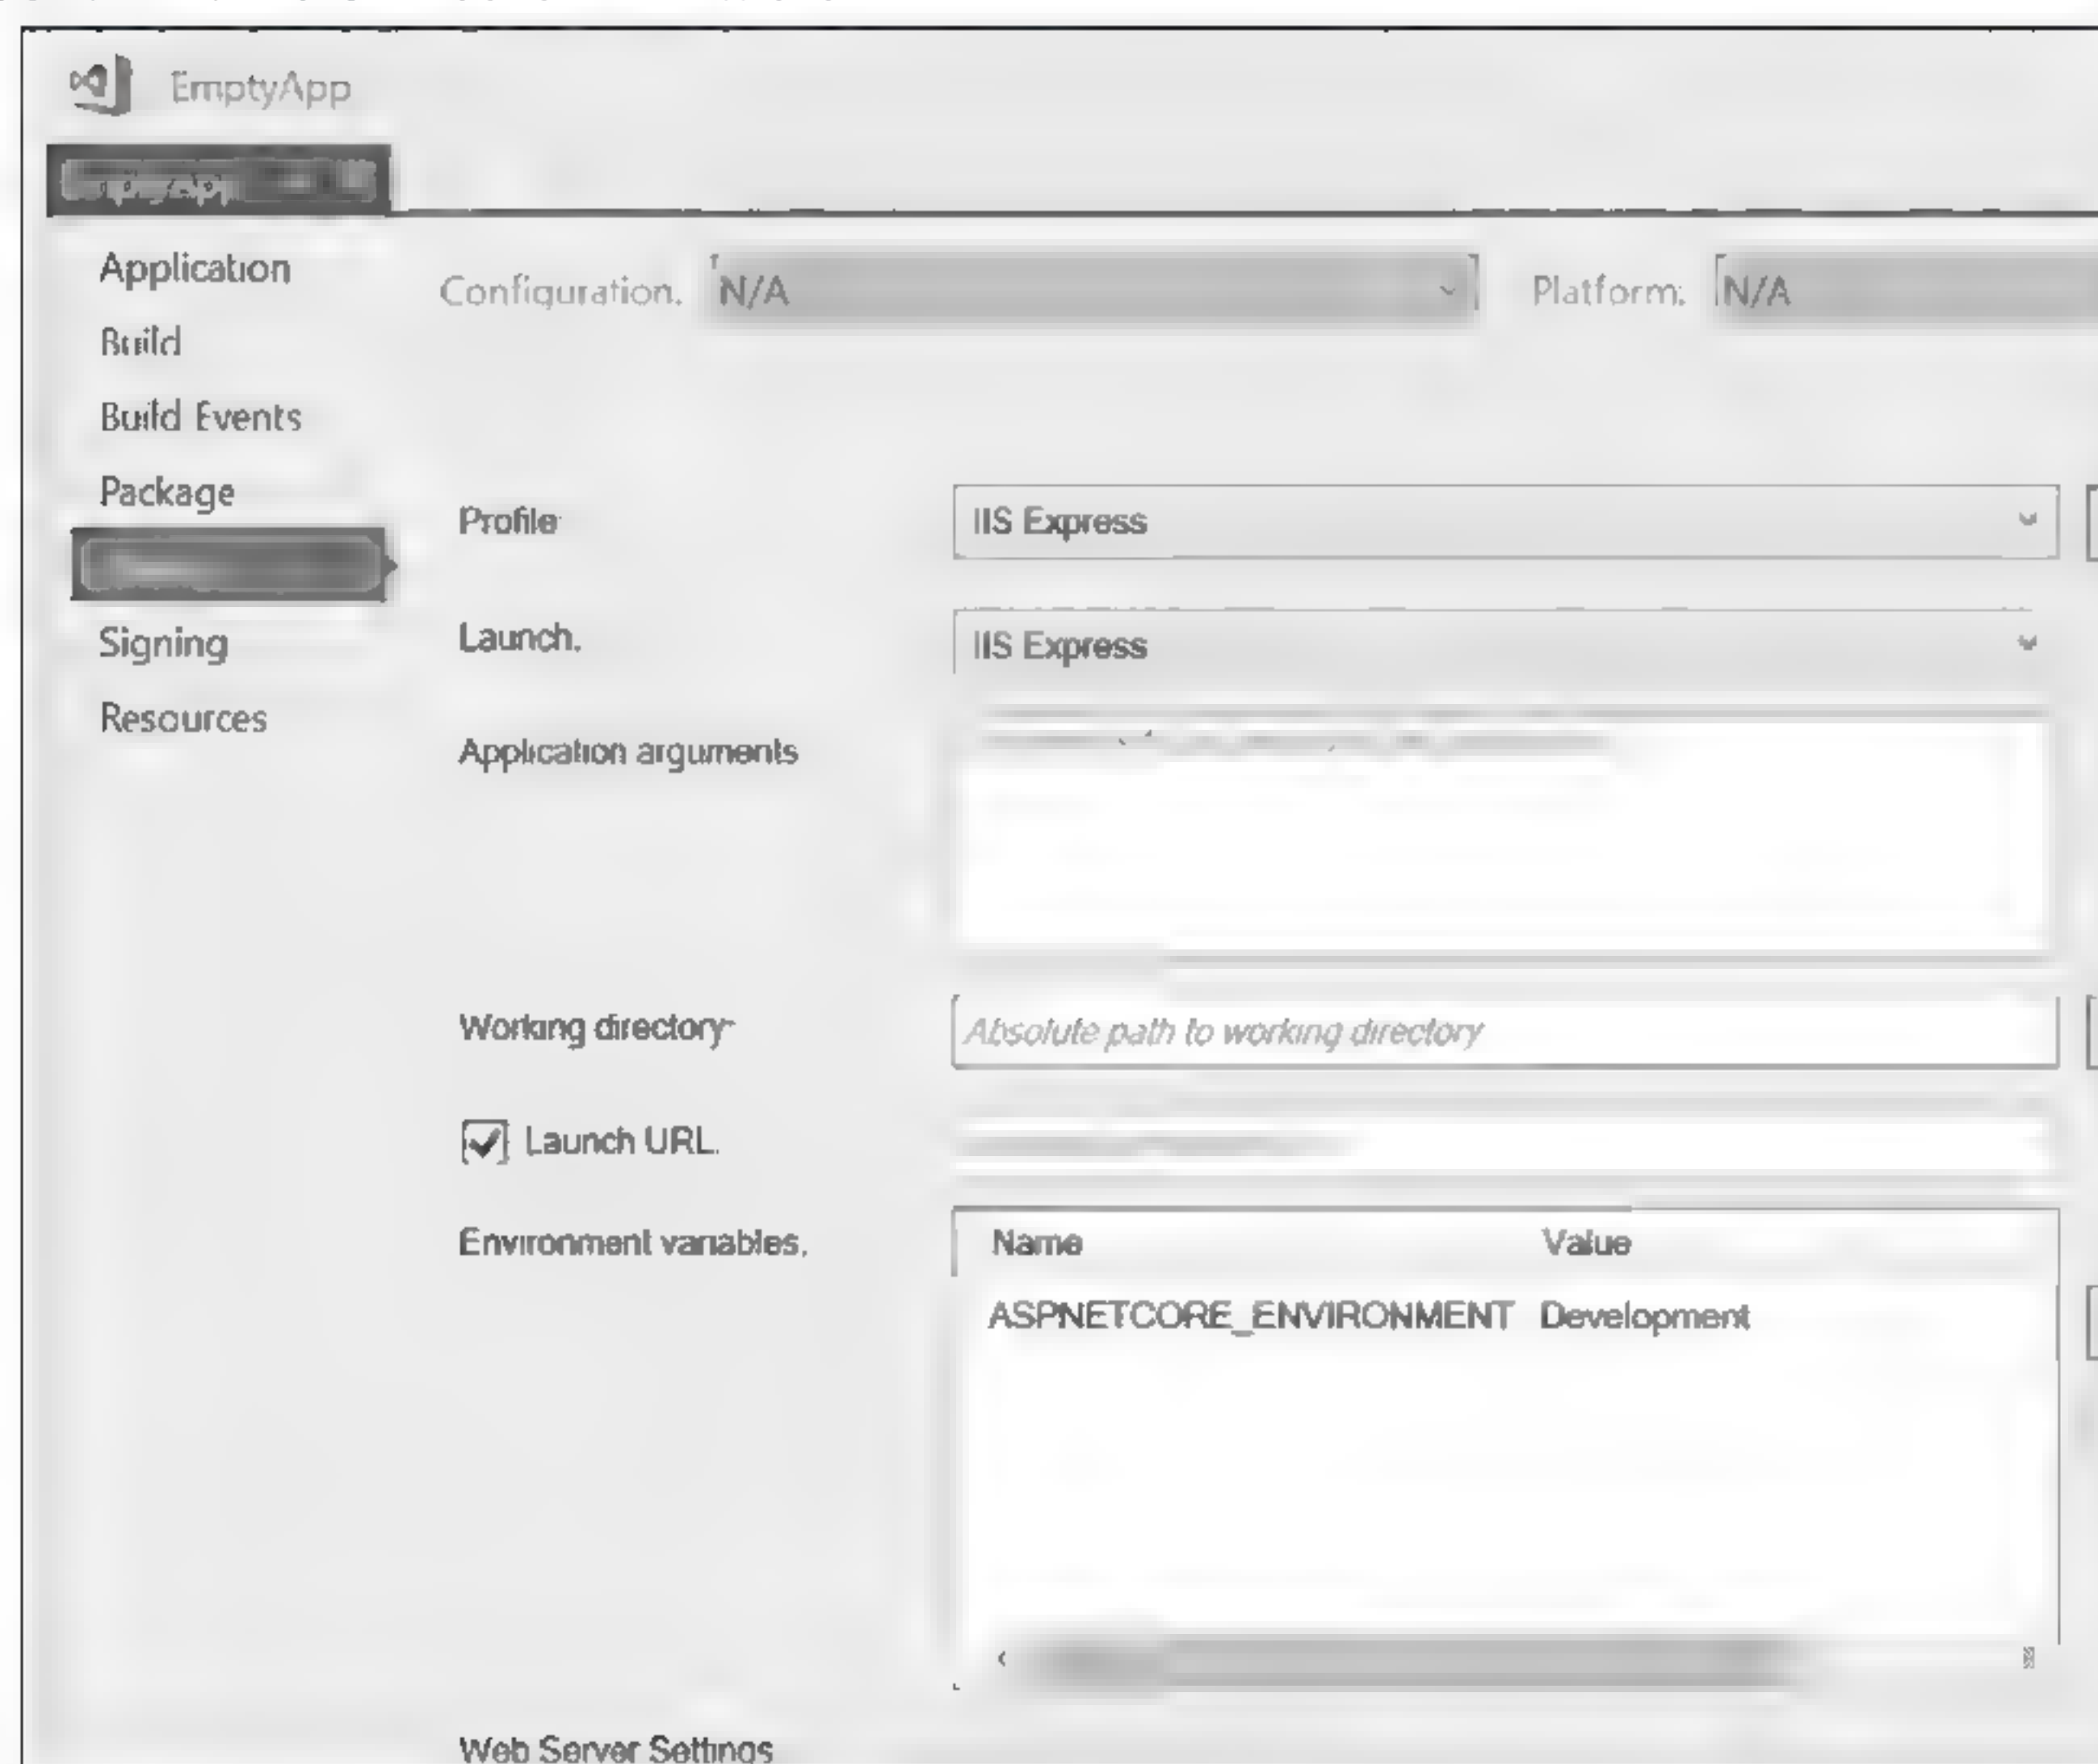 EmptyApp
Application
Build
Build Events
Package
Signing
Resources
Configuration: N/A Platform: N/A
Profile IIS Express
Launch: IIS Express
Application arguments
Working directory: Absolute path to working directory
Launch URL:
Environment variables:
Name Value
ASPNETCORE_ENVIRONMENT Development
Web Server Settings